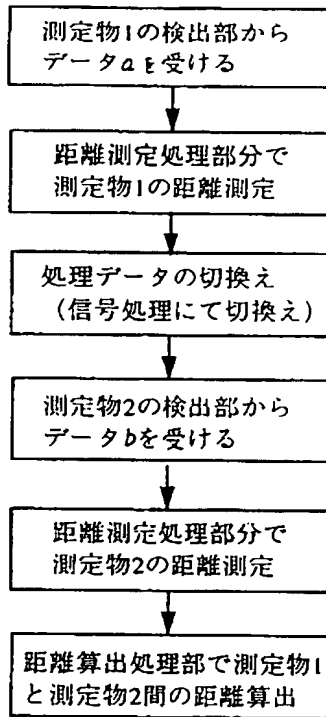 測定物1の検出部から
データaを受ける
距離測定処理部分で
測定物1の距離測定
処理データの切換え
(信号処理にて切換え)
測定物2の検出部から
データbを受ける
距離測定処理部分で
測定物2の距離測定
距離算出処理部で測定物1
と測定物2間の距離算出